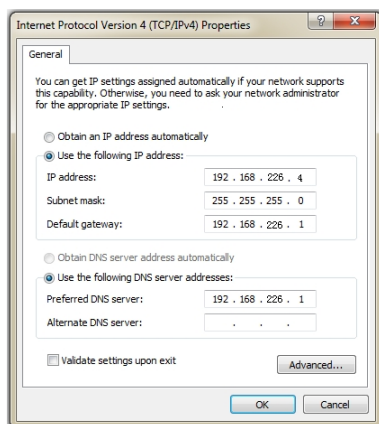 Internet Protocol Version 4 (TCP/IPv4) Properties
General
You can get IP settings assigned automatically if your network supports
this capability. Otherwise, you need to ask your network administrator
for the appropriate IP settings.
Obtain an IP address automatically
Use the following IP address:
IP address: 192 . 168 . 226 . 4
Subnet mask: 255 . 255 . 255 . 0
Default gateway: 192 . 168 . 226 . 1
Obtain DNS server address automatically
Use the following DNS server addresses:
Preferred DNS server: 192 . 168 . 226 . 1
Alternate DNS server: . . .
Validate settings upon exit
Advanced...
OK Cancel